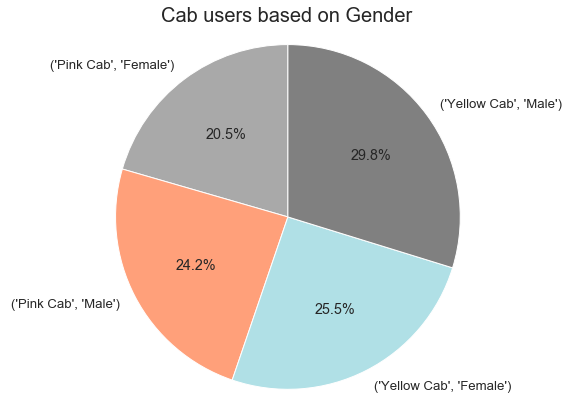 Cab users based on Gender
('Pink Cab', 'Female')
20.5%
('Yellow Cab', 'Male')
29.8%
('Pink Cab', 'Male')
24.2%
('Yellow Cab', 'Female')
25.5%